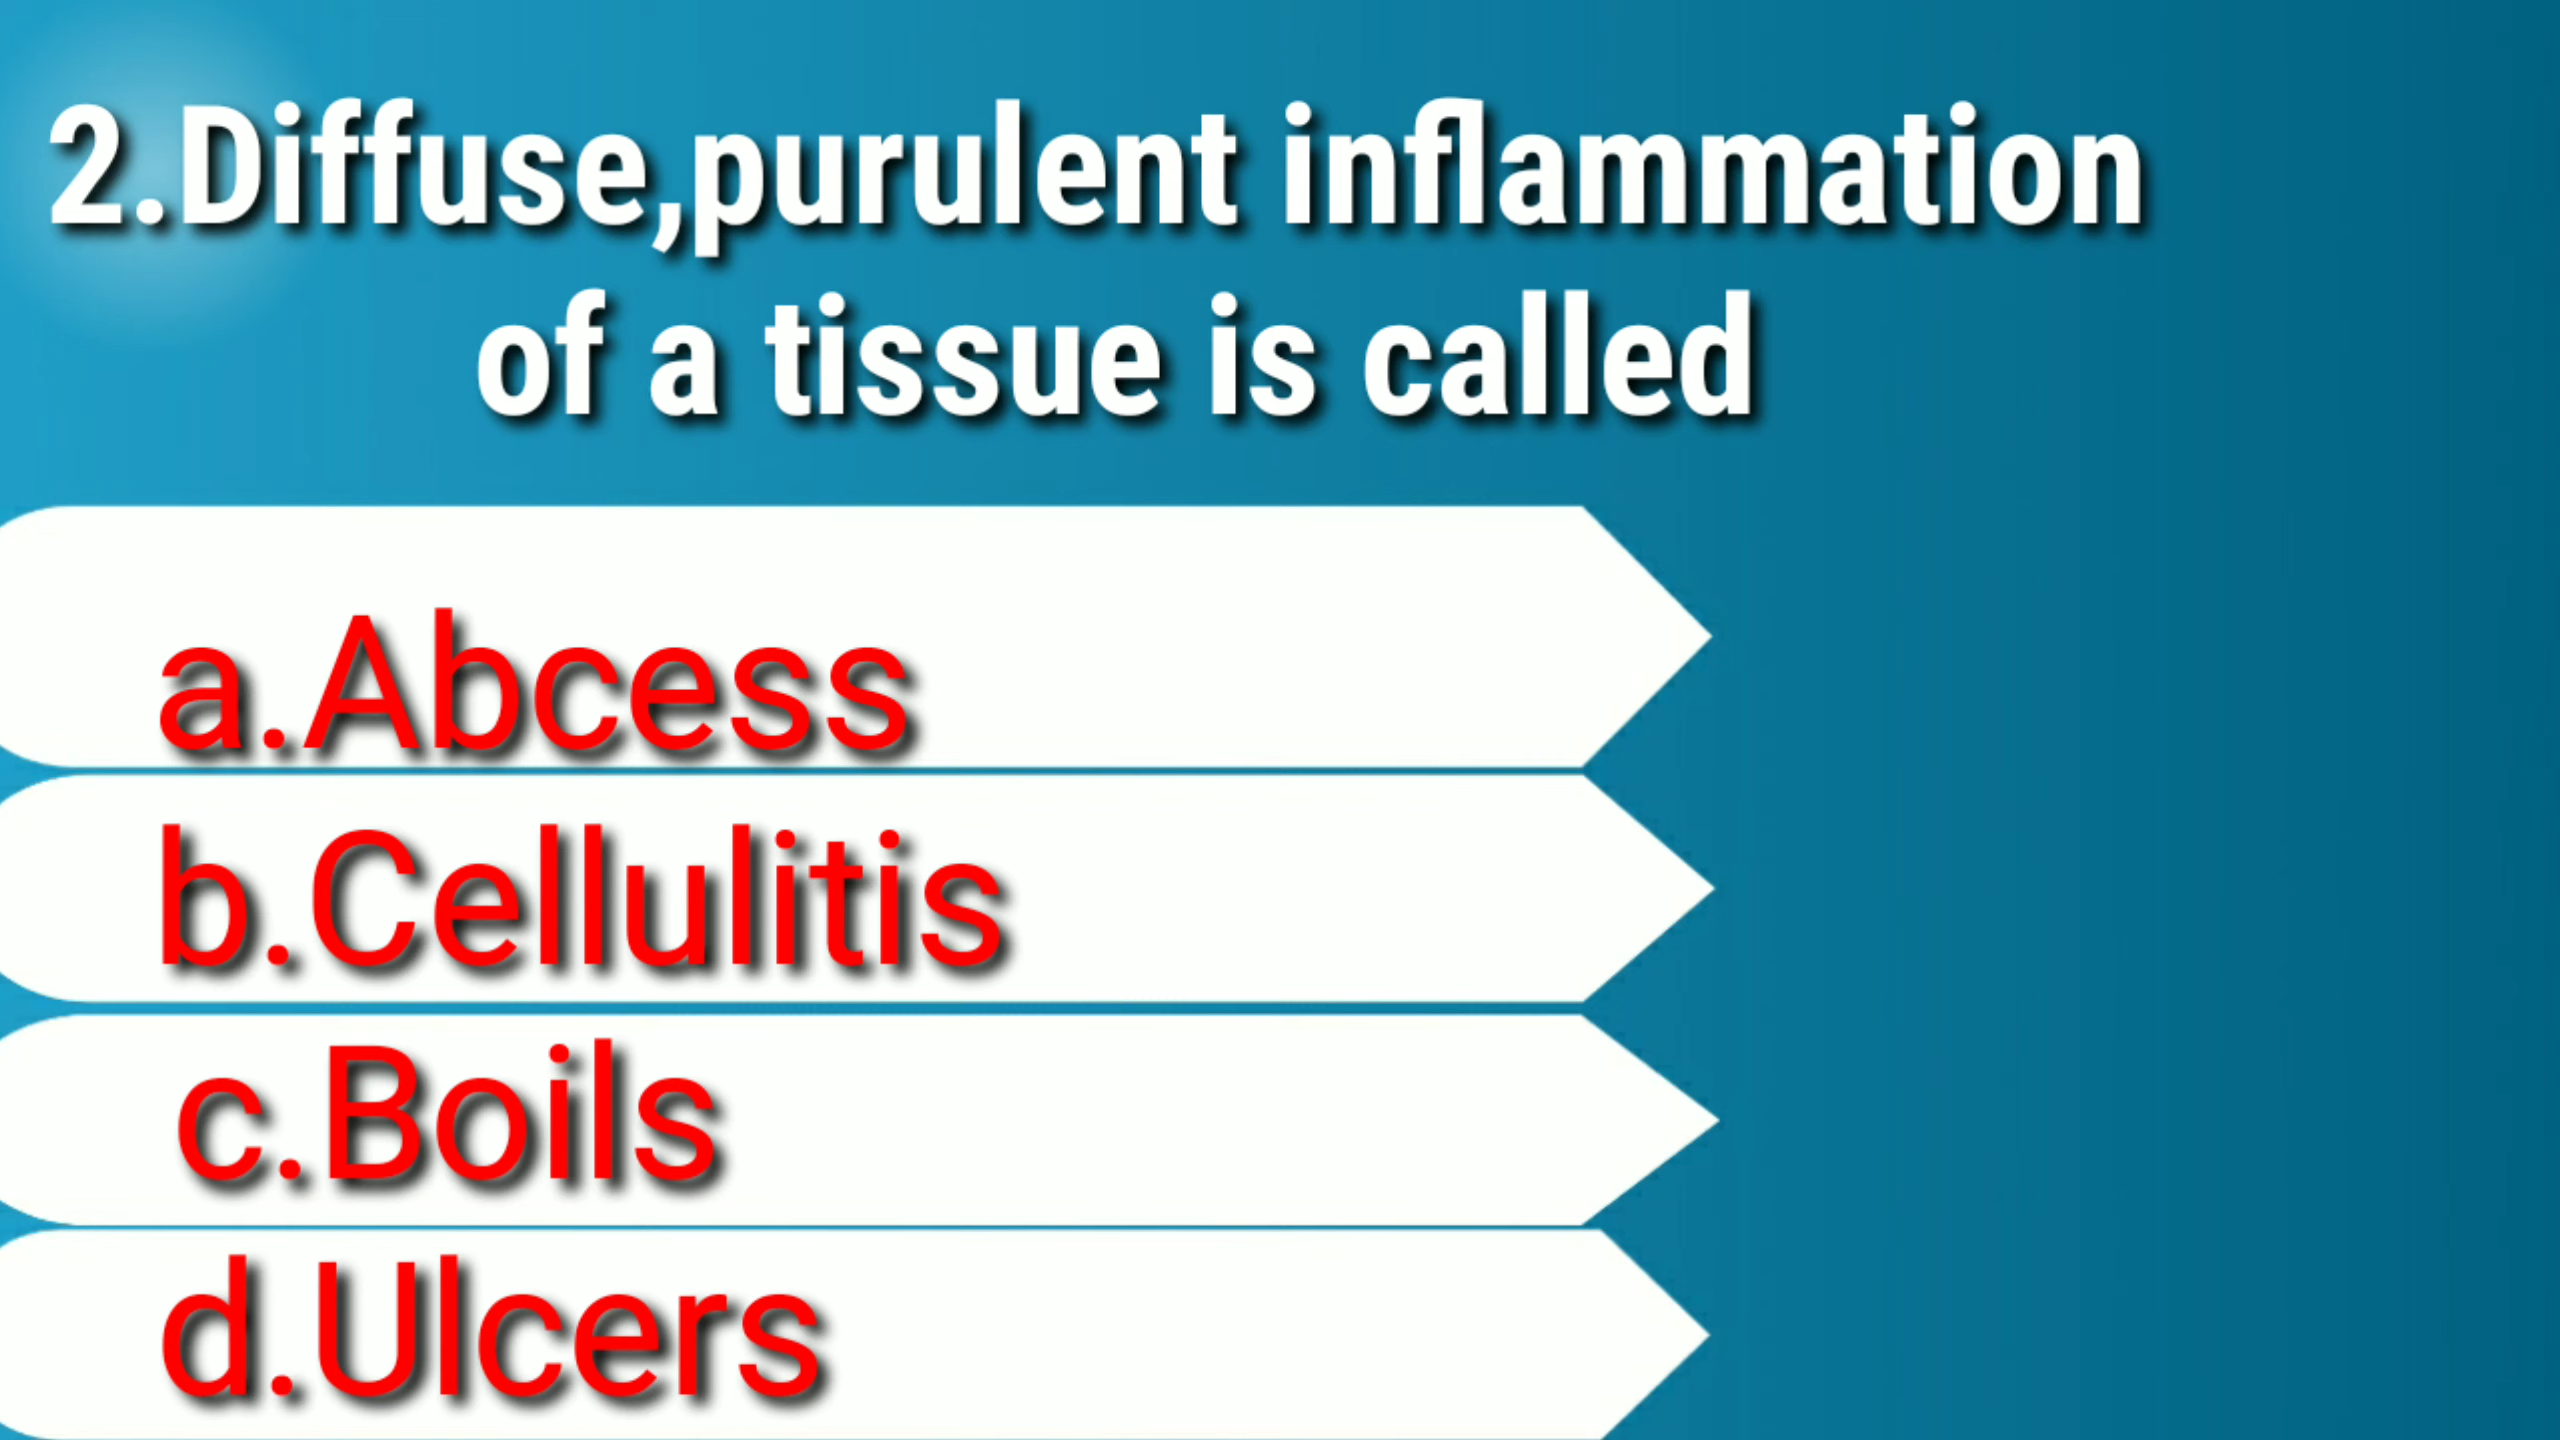 2.Diffuse,purulent inflammation
of a tissue is called
a.Abcess
b.Cellulitis
c.Boils
d.Ulcers